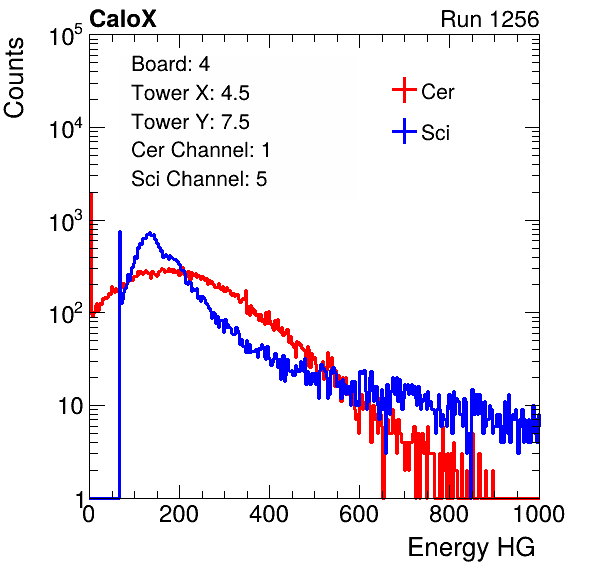 CaloX Run 1256
Counts
Board: 4
Tower X: 4.5
Tower Y: 7.5
Cer Channel: 1
Sci Channel: 5
Cer
Sci
10^5
10^4
10^3
10^2
10
1
0 200 400 600 800 1000
Energy HG